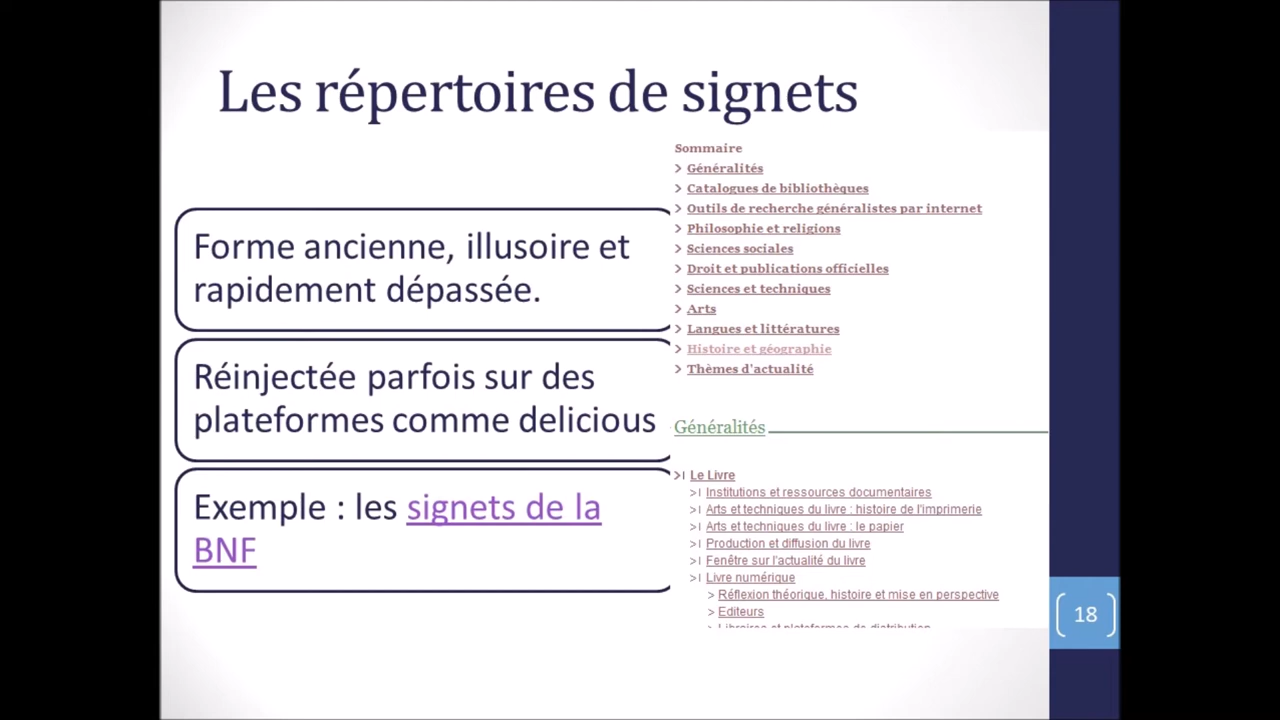 Les répertoires de signets
Forme ancienne, illusoire et
rapidement dépassée.
Réinjectée parfois sur des
plateformes comme delicious
Exemple : les signets de la
BNF
Sommaire
> Généralités
> Catalogues de bibliothèques
> Outils de recherche généralistes par internet
> Philosophie et religions
> Sciences sociales
> Droit et publications officielles
> Sciences et techniques
> Arts
> Langues et littératures
> Histoire et géographie
> Thèmes d'actualité
Généralités
>I Le Livre
>I Institutions et ressources documentaires
>I Arts et techniques du livre : histoire de l'imprimerie
>I Arts et techniques du livre : le papier
>I Production et diffusion du livre
>I Fenêtre sur l'actualité du livre
>I Livre numérique
> Réflexion théorique, histoire et mise en perspective
> Editeurs
> Libraires et plateformes de distribution
18